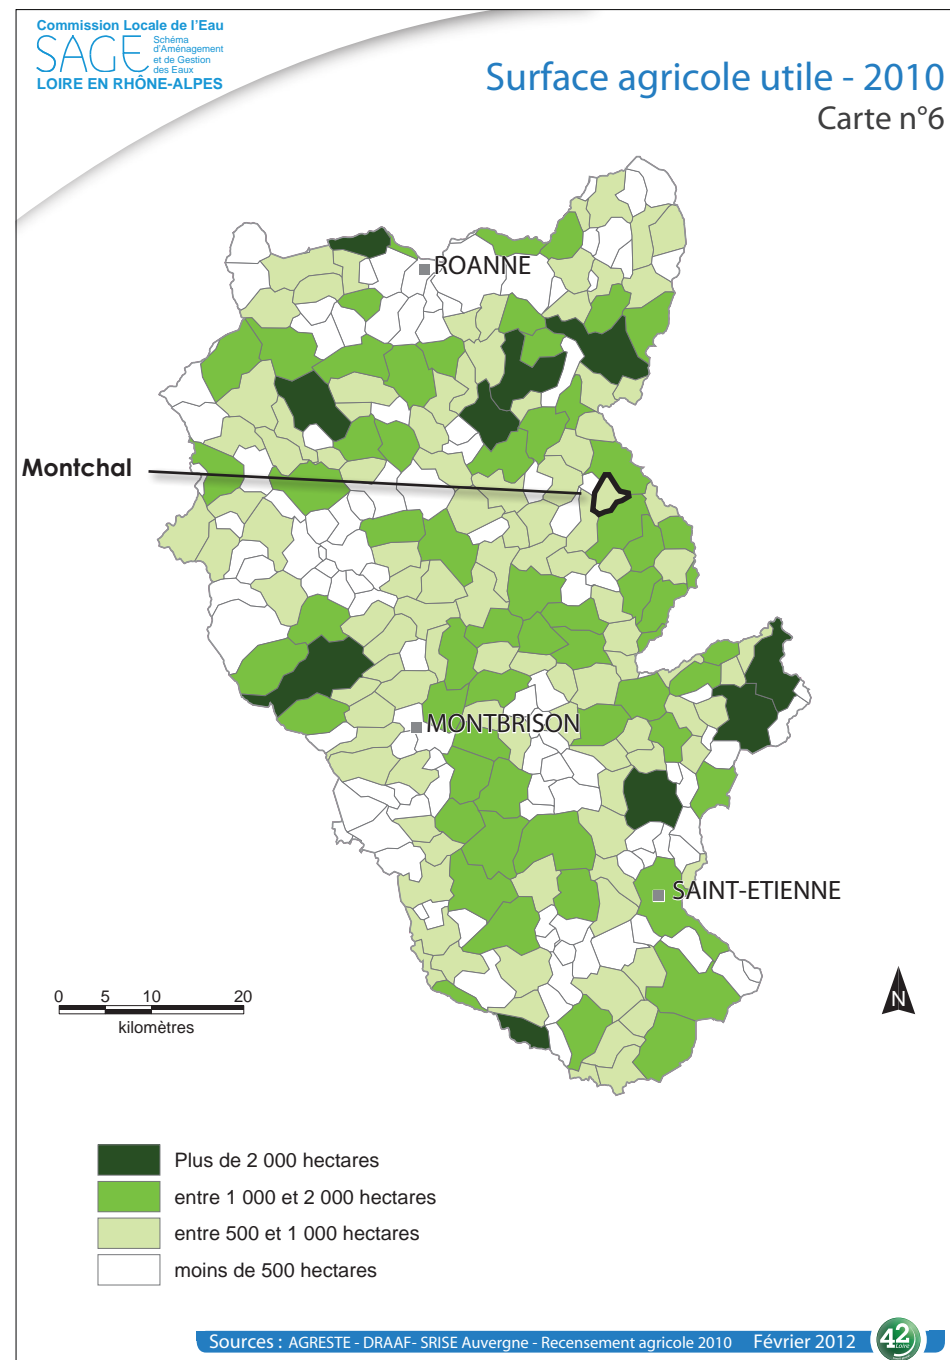 Commission Locale de l'Eau
SAGE
Schéma
d'Aménagement
et de Gestion
des Eaux
LOIRE EN RHÔNE-ALPES
Surface agricole utile - 2010
Carte n°6
ROANNE
Montchal
MONTBRISON
SAINT-ETIENNE
0 5 10 20
kilomètres
N
Plus de 2 000 hectares
entre 1 000 et 2 000 hectares
entre 500 et 1 000 hectares
moins de 500 hectares
Sources : AGRESTE - DRAAF- SRISE Auvergne - Recensement agricole 2010 Février 2012
42
LOIRE